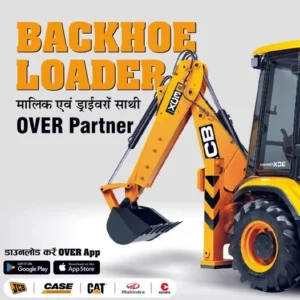 BACKHOE
LOADER
मालिक एवं ड्राईवरों साथी
OVER Partner
CB
डाउनलोड करें OVER App
GET IT ON
Google Play
Download on the
App Store
JCB
CASE
CAT
Mahindra